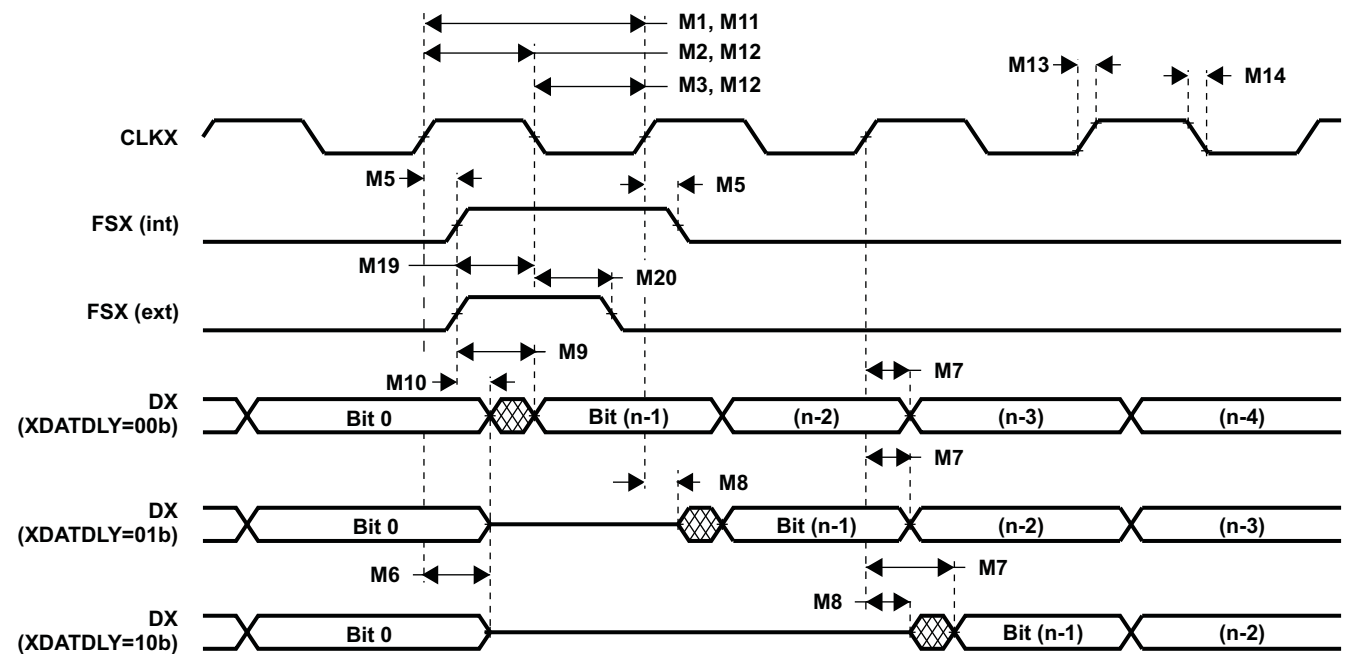 M1, M11
M2, M12
M3, M12
M13
M14
CLKX
M5
M5
FSX (int)
M19
M20
FSX (ext)
M9
M10
M7
DX
(XDATDLY=00b)
Bit 0
Bit (n-1)
(n-2)
(n-3)
(n-4)
M7
M8
DX
(XDATDLY=01b)
Bit 0
Bit (n-1)
(n-2)
(n-3)
M6
M7
M8
DX
(XDATDLY=10b)
Bit 0
Bit (n-1)
(n-2)